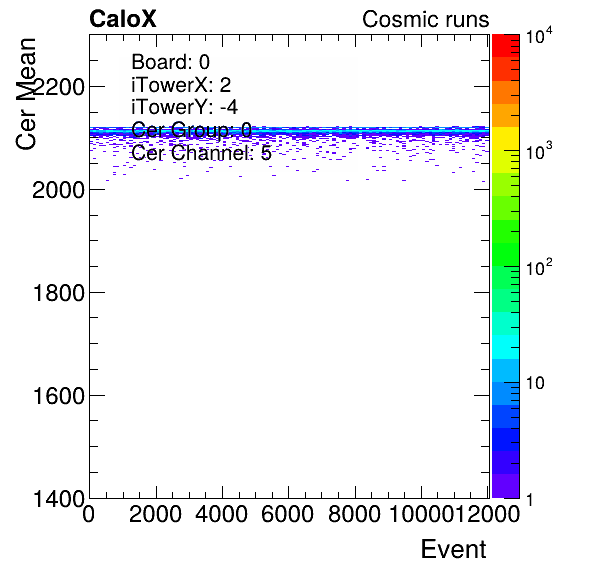 CaloX Cosmic runs
Board: 0
iTowerX: 2
iTowerY: -4
Cer Group: 0
Cer Channel: 5
Cer Mean
2200
2000
1800
1600
1400
0 2000 4000 6000 8000 10000 12000
Event
10^4
10^3
10^2
10
1